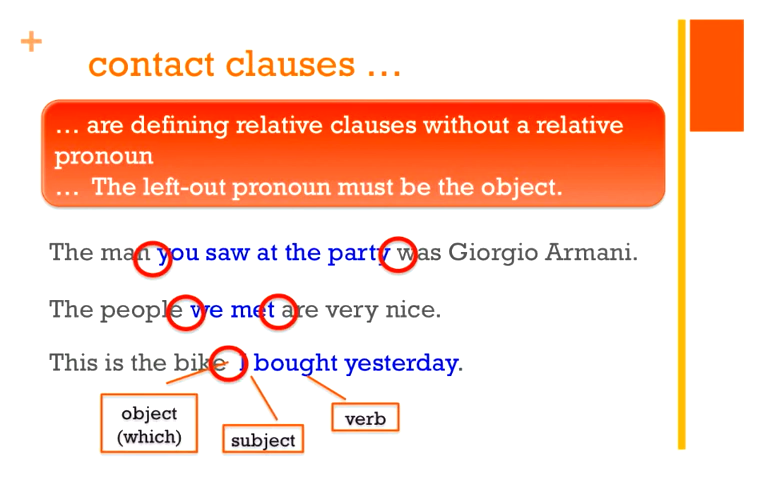 +
contact clauses …
… are defining relative clauses without a relative
pronoun
… The left-out pronoun must be the object.
The man you saw at the party was Giorgio Armani.
The people we met are very nice.
This is the bike I bought yesterday.
object
(which)
subject
verb